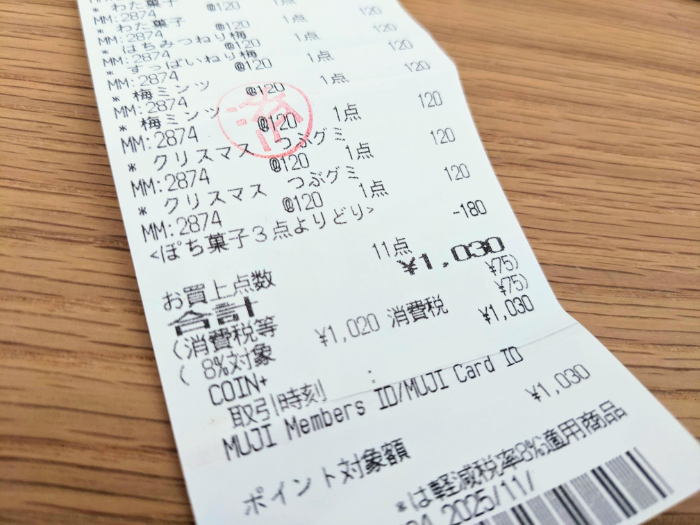 * わた菓子
MM:2874 @120 1点 120
* わた菓子
MM:2874 @120 1点 120
* はちみつねり梅
MM:2874 @120 1点 120
* すっぱいねり梅
MM:2874 @120 1点 120
* 梅ミンツ
MM:2874 @120 1点 120
* 梅ミンツ
MM:2874 @120 1点 120
* クリスマス つぶグミ
MM:2874 @120 1点 120
* クリスマス つぶグミ
MM:2874 @120 1点 120
<ぽち菓子3点よりどり> -180
お買上点数 11点
合計 ¥1,030
(消費税等 ¥75)
( 8%対象 ¥1,020 消費税 ¥75)
COIN+ ¥1,030
取引時刻 :
MUJI Members ID/MUJI Card ID
ポイント対象額 ¥1,030
*は軽減税率8%適用商品
2025/11/
済